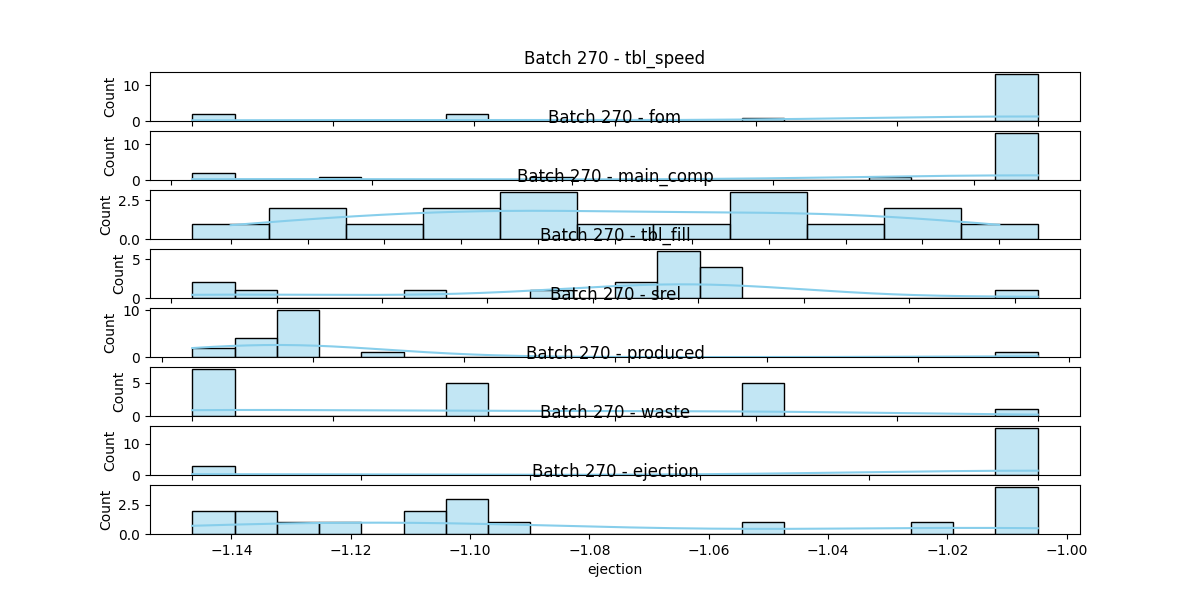 Batch 270 - tbl_speed
Count
10
0
Batch 270 - fom
Count
10
0
Batch 270 - main_comp
Count
2.5
0.0
Batch 270 - tbl_fill
Count
5
0
Batch 270 - srel
Count
10
0
Batch 270 - produced
Count
5
0
Batch 270 - waste
Count
10
0
Batch 270 - ejection
Count
2.5
0.0
−1.14 −1.12 −1.10 −1.08 −1.06 −1.04 −1.02 −1.00
ejection